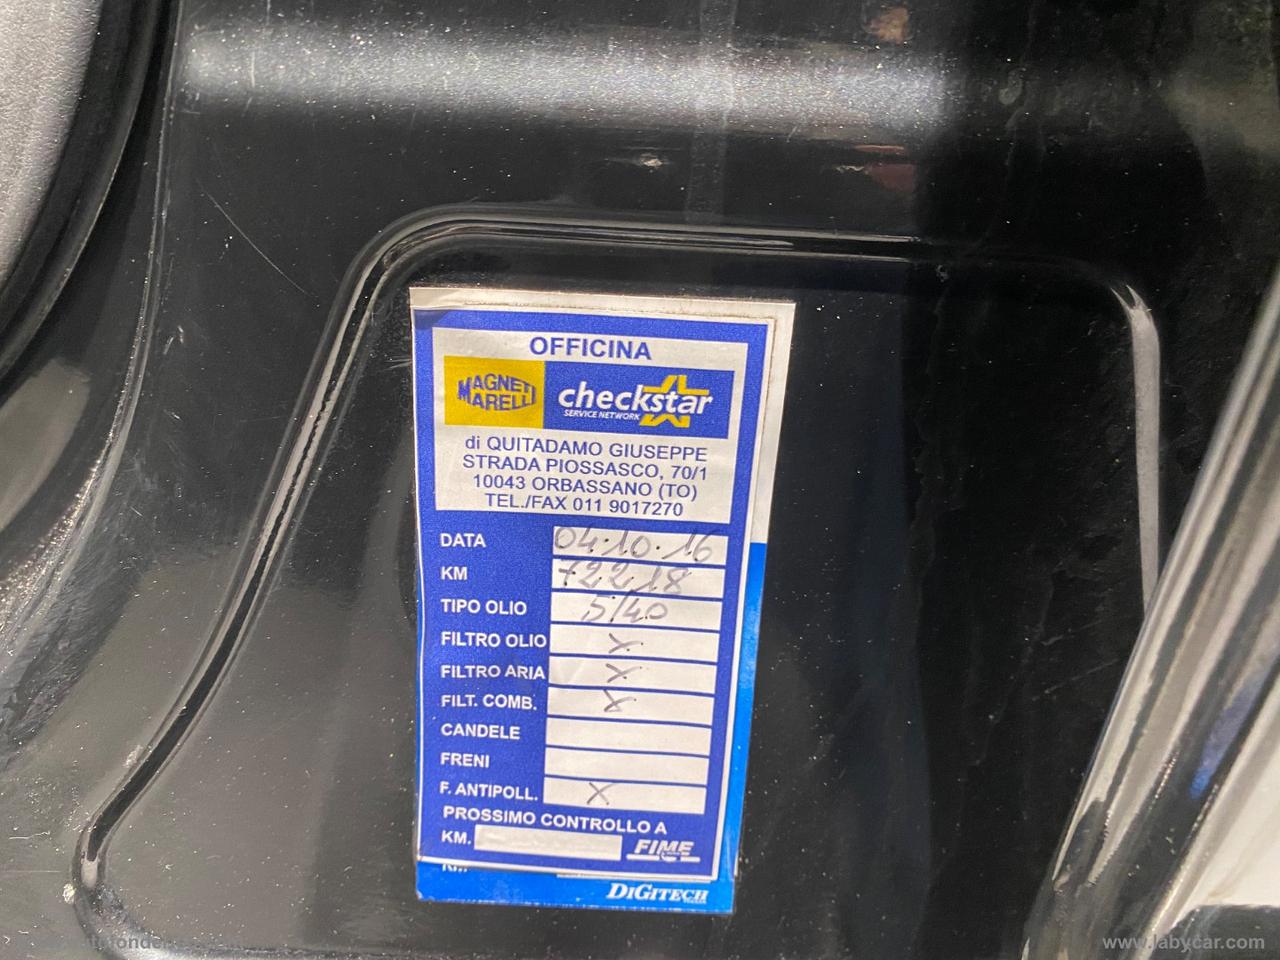 OFFICINA
MAGNETI MARELLI
checkstar
SERVICE NETWORK
di QUITADAMO GIUSEPPE
STRADA PIOSSASCO, 70/1
10043 ORBASSANO (TO)
TEL./FAX 011 9017270
DATA 04.10.16
KM 72218
TIPO OLIO 5/40
FILTRO OLIO X
FILTRO ARIA X
FILT. COMB. X
CANDELE
FRENI
F. ANTIPOLL. X
PROSSIMO CONTROLLO A
KM. FIME
DIGITECH
www.jabycar.com